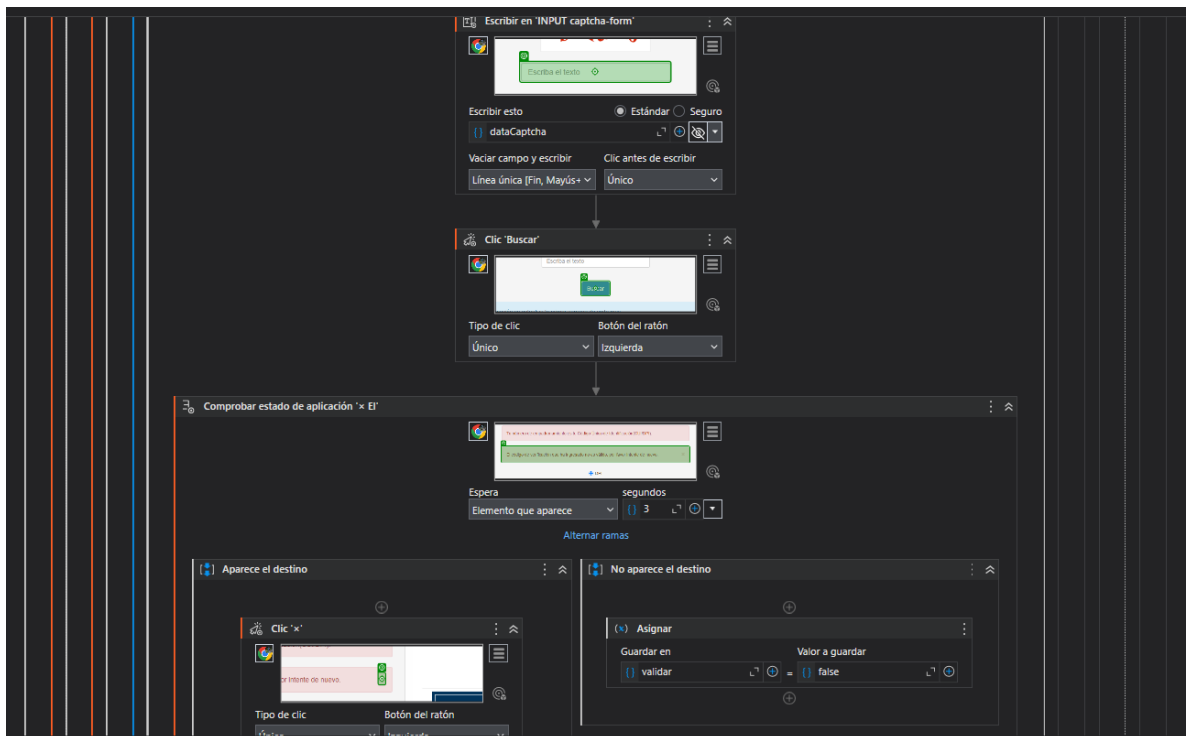 Escribir en 'INPUT captcha-form'
Escriba el texto
Escribir esto
Estándar
Seguro
dataCaptcha
Vaciar campo y escribir
Clic antes de escribir
Línea única [Fin, Mayús+
Único
Clic 'Buscar'
Escriba el texto
Buscar
Tipo de clic
Botón del ratón
Único
Izquierda
Comprobar estado de aplicación '× El'
Espera
segundos
Elemento que aparece
3
Alternar ramas
Aparece el destino
No aparece el destino
Clic '×'
or Intente de nuevo.
Tipo de clic
Botón del ratón
Único
Izquierda
(x) Asignar
Guardar en
Valor a guardar
validar
=
false